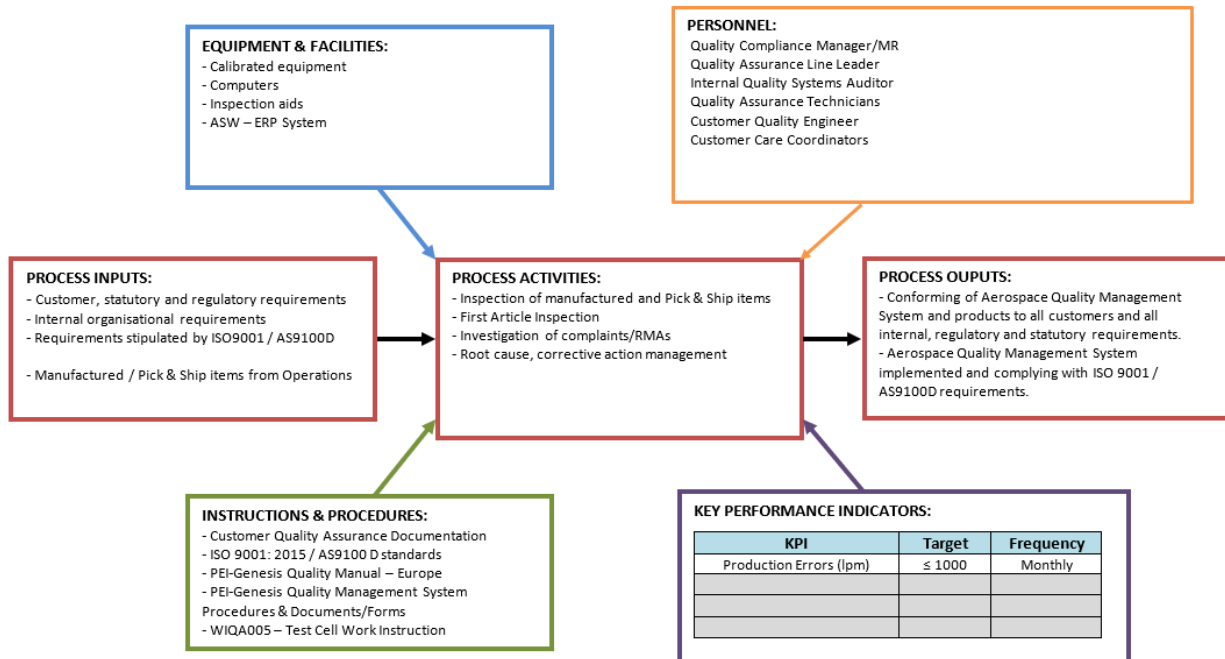 EQUIPMENT & FACILITIES:
- Calibrated equipment
- Computers
- Inspection aids
- ASW – ERP System
PERSONNEL:
Quality Compliance Manager/MR
Quality Assurance Line Leader
Internal Quality Systems Auditor
Quality Assurance Technicians
Customer Quality Engineer
Customer Care Coordinators
PROCESS INPUTS:
- Customer, statutory and regulatory requirements
- Internal organisational requirements
- Requirements stipulated by ISO9001 / AS9100D
- Manufactured / Pick & Ship items from Operations
PROCESS ACTIVITIES:
- Inspection of manufactured and Pick & Ship items
- First Article Inspection
- Investigation of complaints/RMAs
- Root cause, corrective action management
PROCESS OUPUTS:
- Conforming of Aerospace Quality Management
System and products to all customers and all
internal, regulatory and statutory requirements.
- Aerospace Quality Management System
implemented and complying with ISO 9001 /
AS9100D requirements.
INSTRUCTIONS & PROCEDURES:
- Customer Quality Assurance Documentation
- ISO 9001: 2015 / AS9100 D standards
- PEI-Genesis Quality Manual – Europe
- PEI-Genesis Quality Management System
Procedures & Documents/Forms
- WIQA005 – Test Cell Work Instruction
KEY PERFORMANCE INDICATORS:
KPI Target Frequency
Production Errors (lpm) ≤ 1000 Monthly